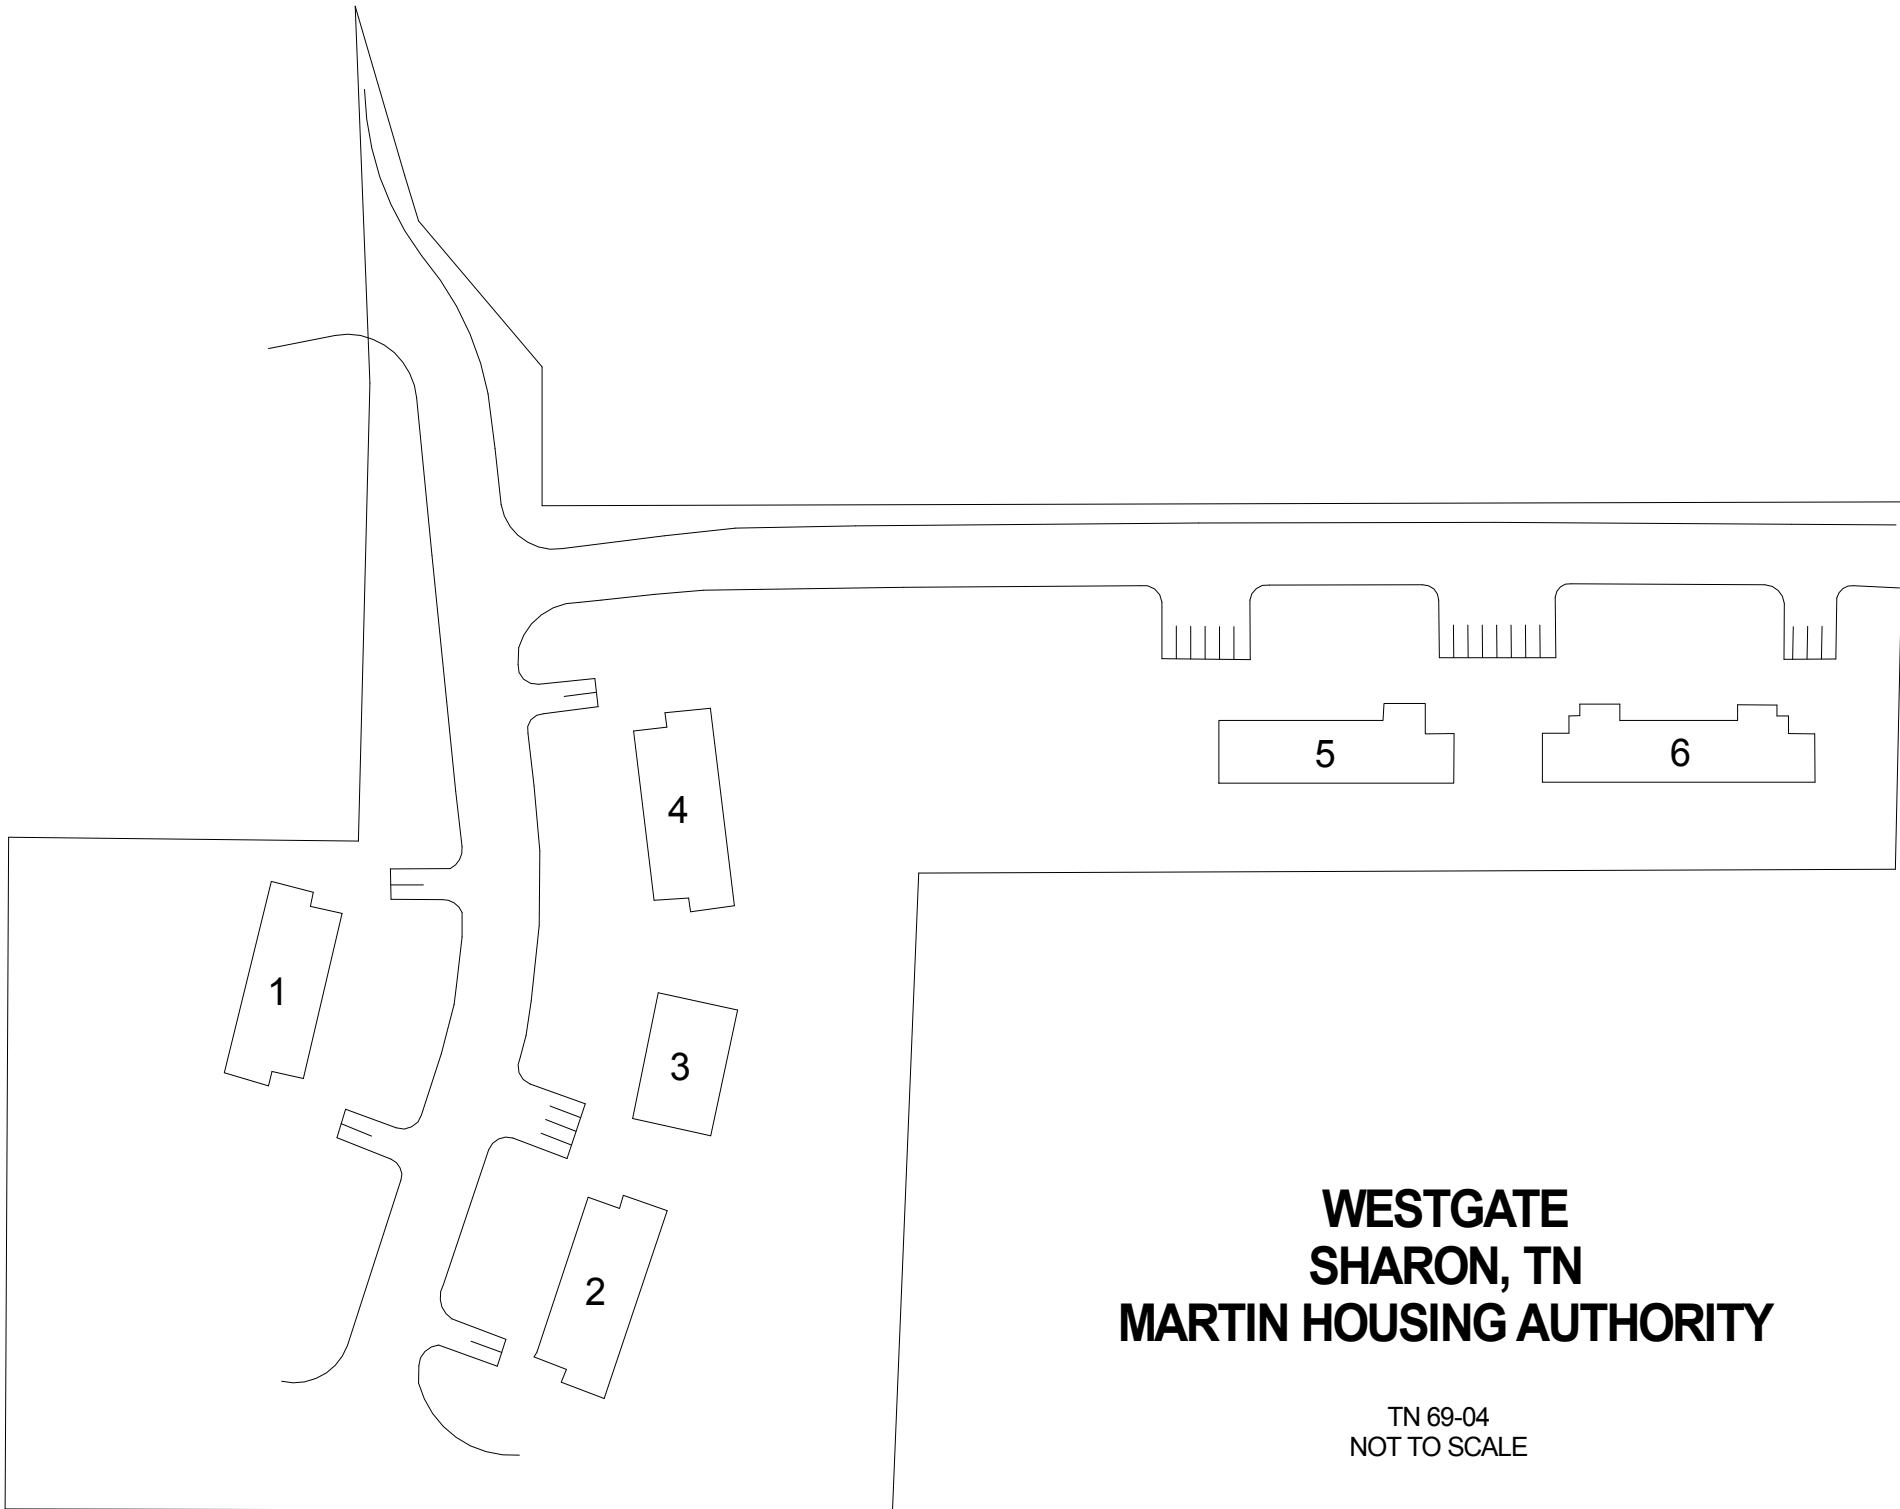 5
6
4
1
3
2
WESTGATE
SHARON, TN
MARTIN HOUSING AUTHORITY
TN 69-04
NOT TO SCALE